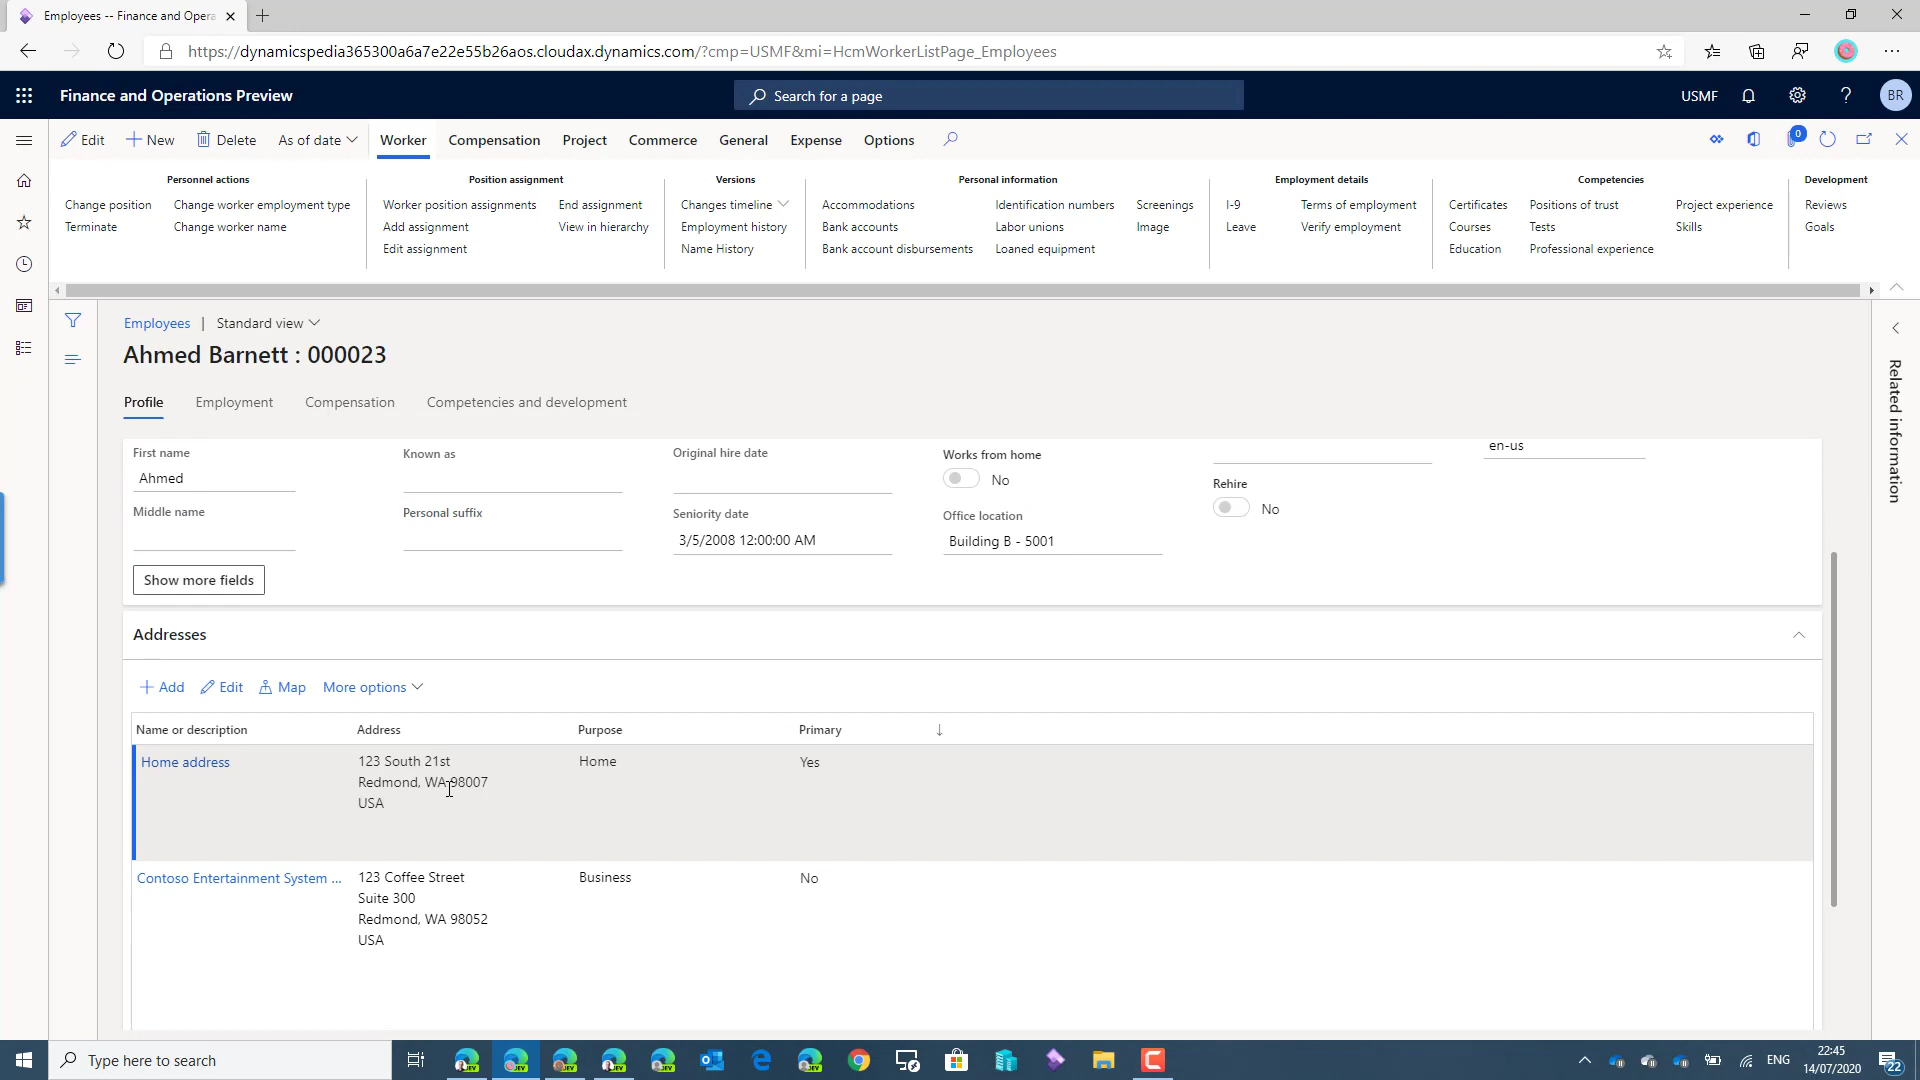 Employees -- Finance and Opera
https://dynamicspedia365300a6a7e22e55b26aos.cloudax.dynamics.com/?cmp=USMF&mi=HcmWorkerListPage_Employees
Finance and Operations Preview
Search for a page
USMF
?
BR
Edit
New
Delete
As of date
Worker
Compensation
Project
Commerce
General
Expense
Options
0
Personnel actions
Change position
Change worker employment type
Terminate
Change worker name
Position assignment
Worker position assignments
End assignment
Add assignment
View in hierarchy
Edit assignment
Versions
Changes timeline
Employment history
Name History
Personal information
Accommodations
Identification numbers
Screenings
Bank accounts
Labor unions
Image
Bank account disbursements
Loaned equipment
Employment details
I-9
Terms of employment
Leave
Verify employment
Competencies
Certificates
Positions of trust
Project experience
Courses
Tests
Skills
Education
Professional experience
Development
Reviews
Goals
Employees | Standard view
Ahmed Barnett : 000023
Profile
Employment
Compensation
Competencies and development
Related information
First name
Ahmed
Middle name
Known as
Personal suffix
Original hire date
Seniority date
3/5/2008 12:00:00 AM
Works from home
No
Office location
Building B - 5001
Rehire
No
en-us
Show more fields
Addresses
Add
Edit
Map
More options
Name or description
Address
Purpose
Primary
Home address
123 South 21st
Redmond, WA 98007
USA
Home
Yes
Contoso Entertainment System ...
123 Coffee Street
Suite 300
Redmond, WA 98052
USA
Business
No
Type here to search
DEV
DEV
DEV
DEV
DEV
DEV
ENG
22:45
14/07/2020
22